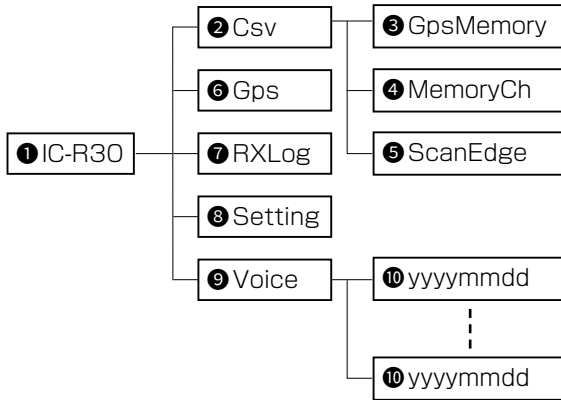 ❶IC-R30
❷Csv
❸GpsMemory
❹MemoryCh
❺ScanEdge
❻Gps
❼RXLog
❽Setting
❾Voice
❿yyyymmdd
❿yyyymmdd